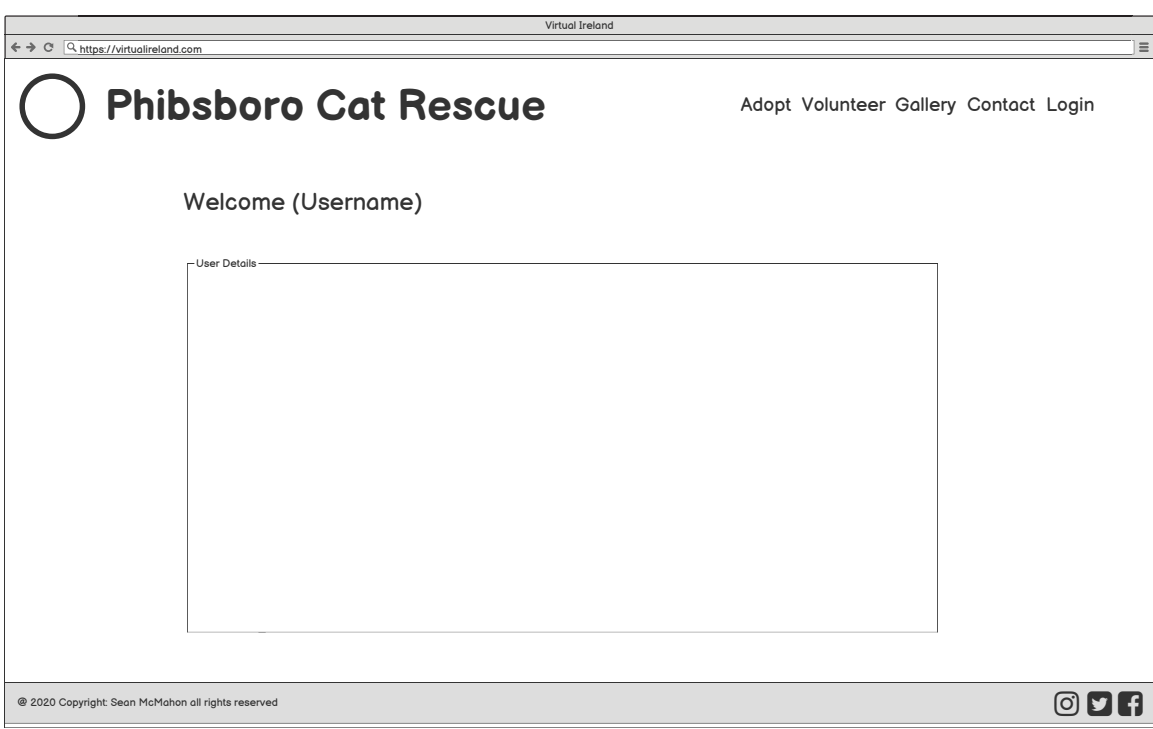 Virtual Ireland
https://virtualireland.com
Phibsboro Cat Rescue
Adopt Volunteer Gallery Contact Login
Welcome (Username)
User Details
@ 2020 Copyright: Sean McMahon all rights reserved